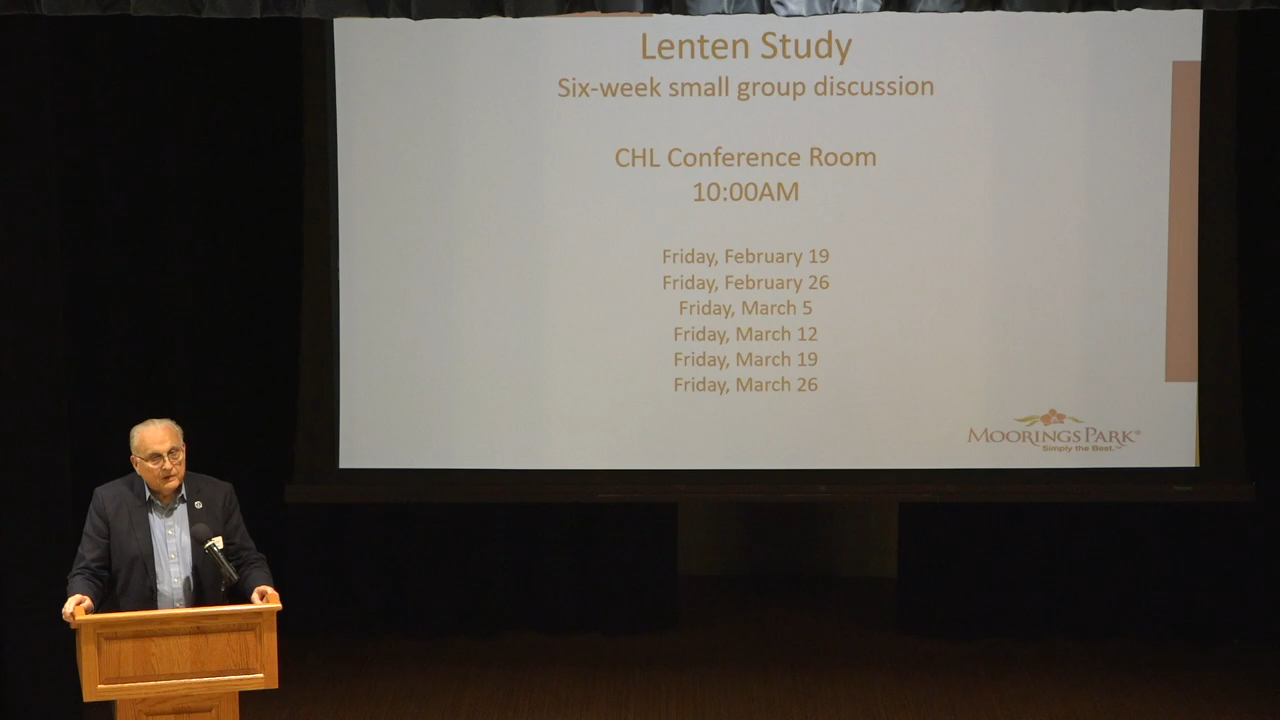 Lenten Study
Six-week small group discussion
CHL Conference Room
10:00AM
Friday, February 19
Friday, February 26
Friday, March 5
Friday, March 12
Friday, March 19
Friday, March 26
MOORINGS PARK®
Simply the Best.™